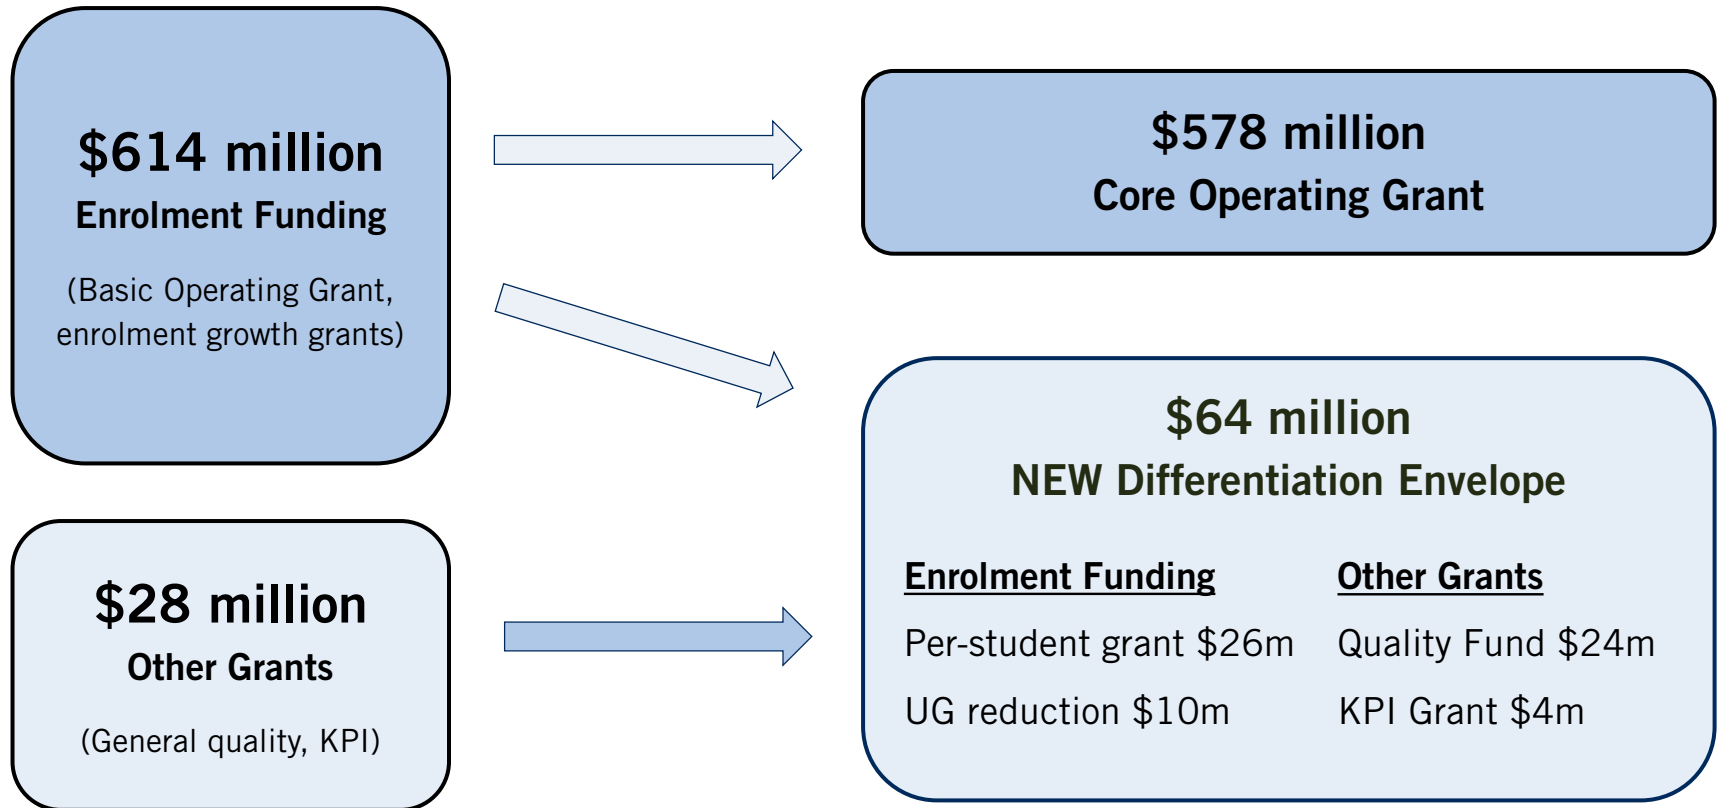 $614 million
Enrolment Funding
(Basic Operating Grant,
enrolment growth grants)
$28 million
Other Grants
(General quality, KPI)
$578 million
Core Operating Grant
$64 million
NEW Differentiation Envelope
Enrolment Funding
Per-student grant $26m
UG reduction $10m
Other Grants
Quality Fund $24m
KPI Grant $4m